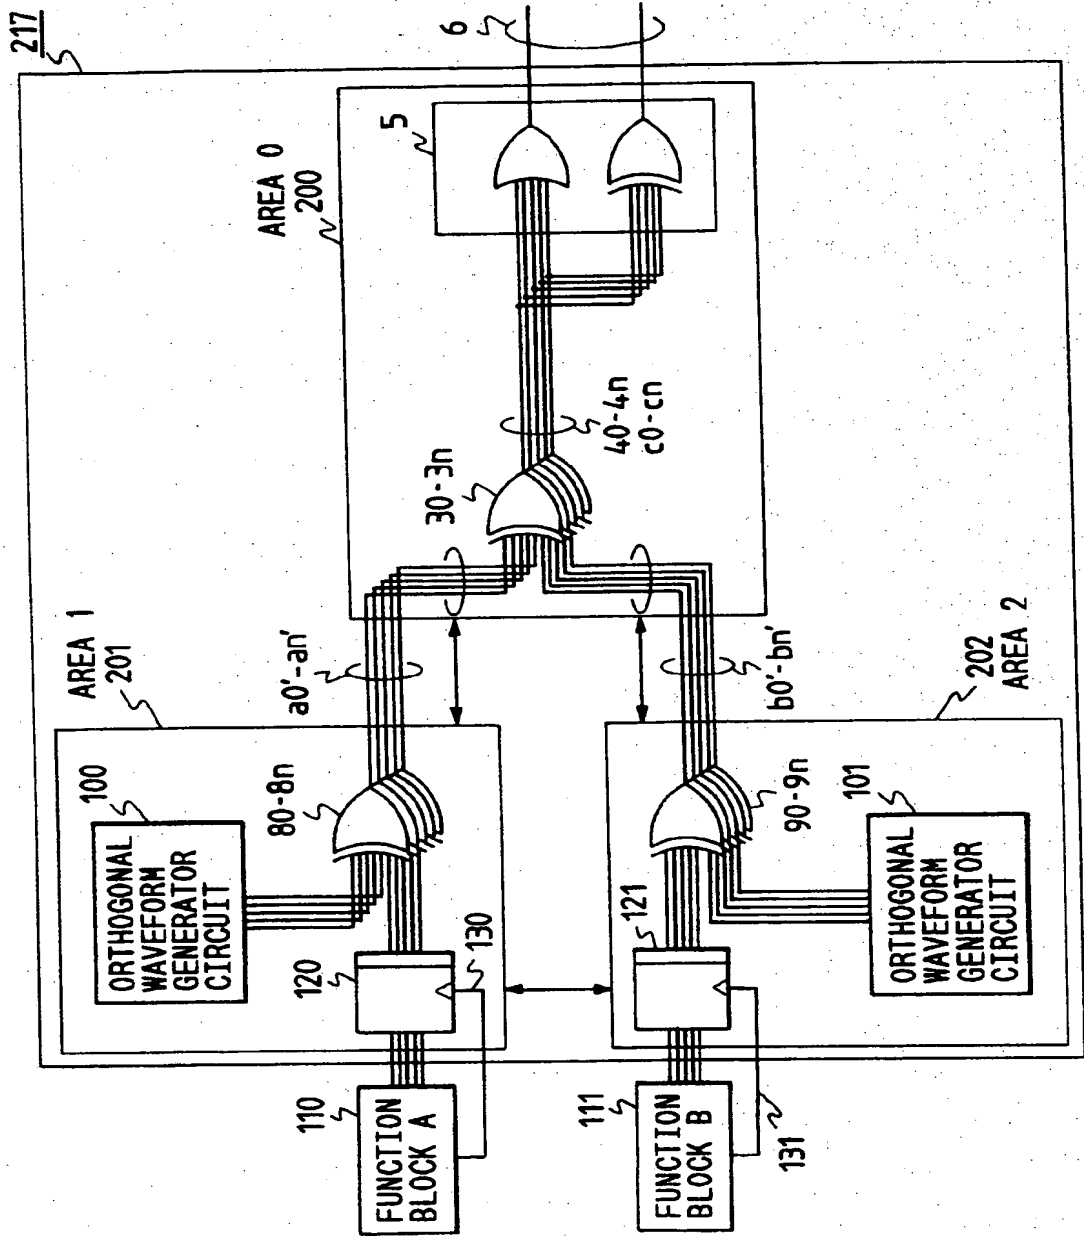 217
AREA 1
201
100
ORTHOGONAL
WAVEFORM
GENERATOR
CIRCUIT
80-8n
120
130
110
FUNCTION
BLOCK A
a0'-an'
AREA 0
200
5
6
30-3n
40-4n
c0-cn
b0'-bn'
202
AREA 2
90-9n
121
101
ORTHOGONAL
WAVEFORM
GENERATOR
CIRCUIT
111
FUNCTION
BLOCK B
131